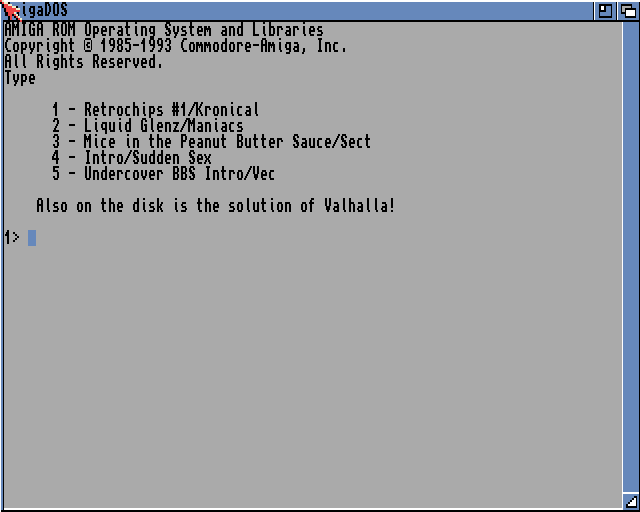 AmigaDOS
AMIGA ROM Operating System and Libraries
Copyright © 1985-1993 Commodore-Amiga, Inc.
All Rights Reserved.
Type
1 - Retrochips #1/Kronical
2 - Liquid Glenz/Maniacs
3 - Mice in the Peanut Butter Sauce/Sect
4 - Intro/Sudden Sex
5 - Undercover BBS Intro/Vec
Also on the disk is the solution of Valhalla!
1>